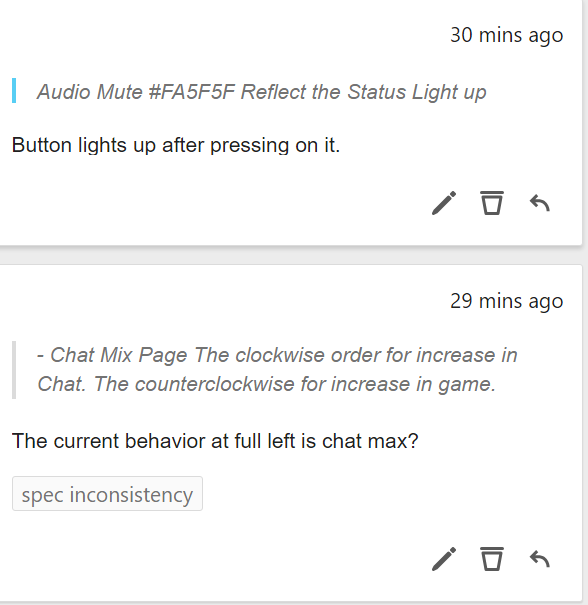 30 mins ago
Audio Mute #FA5F5F Reflect the Status Light up
Button lights up after pressing on it.
29 mins ago
- Chat Mix Page The clockwise order for increase in
Chat. The counterclockwise for increase in game.
The current behavior at full left is chat max?
spec inconsistency